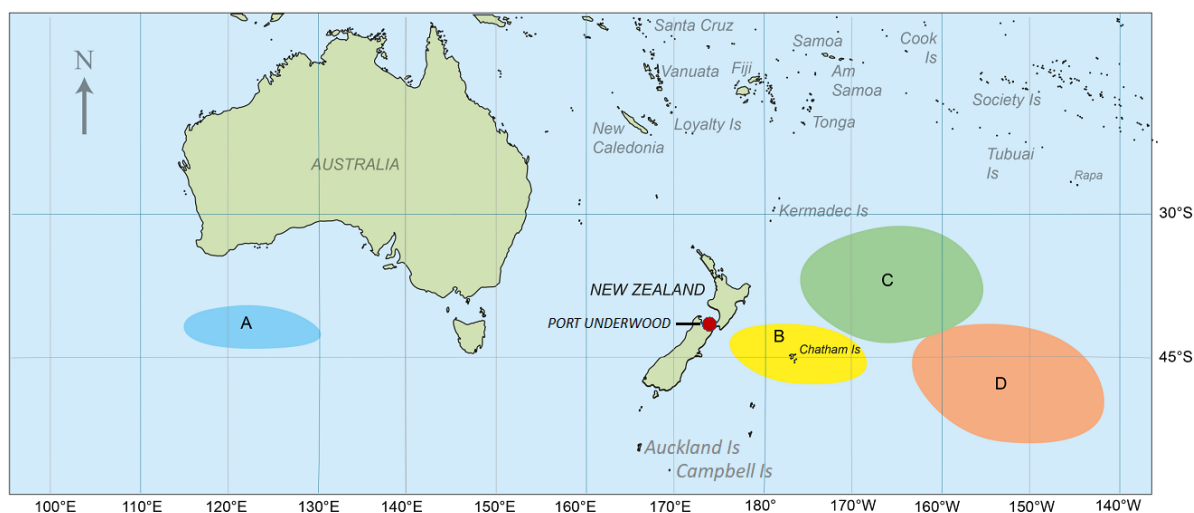 Santa Cruz
N
Samoa
Cook
Is
Vanuata
Fiji
Am
Samoa
Society Is
New
Caledonia
Loyalty Is
Tonga
AUSTRALIA
Tubuai
Is
Rapa
Kermadec Is
30°S
C
NEW ZEALAND
A
PORT UNDERWOOD
B
Chatham Is
45°S
D
Auckland Is
Campbell Is
100°E
110°E
120°E
130°E
140°E
150°E
160°E
170°E
180°
170°W
160°W
150°W
140°W